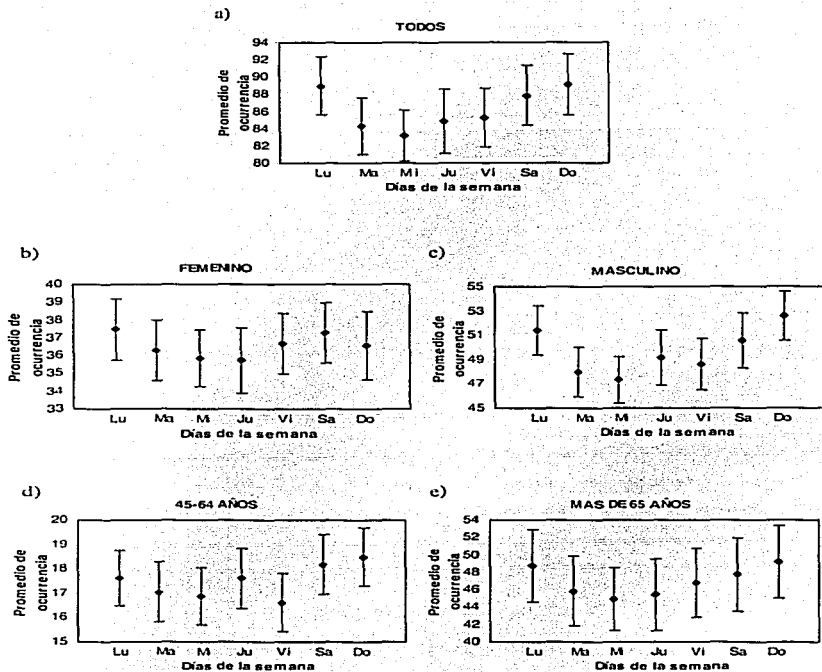 a)
TODOS
Promedio de
ocurrencia
94
92
90
88
86
84
82
80
Lu Ma Mi Ju Vi Sa Do
Días de la semana
b)
FEMENINO
Promedio de
ocurrencia
40
39
38
37
36
35
34
33
Lu Ma Mi Ju Vi Sa Do
Días de la semana
c)
MASCULINO
Promedio de
ocurrencia
55
53
51
49
47
45
Lu Ma Mi Ju Vi Sa Do
Días de la semana
d)
45-64 AÑOS
Promedio de
ocurrencia
20
19
18
17
16
15
Lu Ma Mi Ju Vi Sa Do
Días de la semana
e)
MAS DE 65 AÑOS
Promedio de
ocurrencia
54
52
50
48
46
44
42
40
Lu Ma Mi Ju Vi Sa Do
Días de la semana